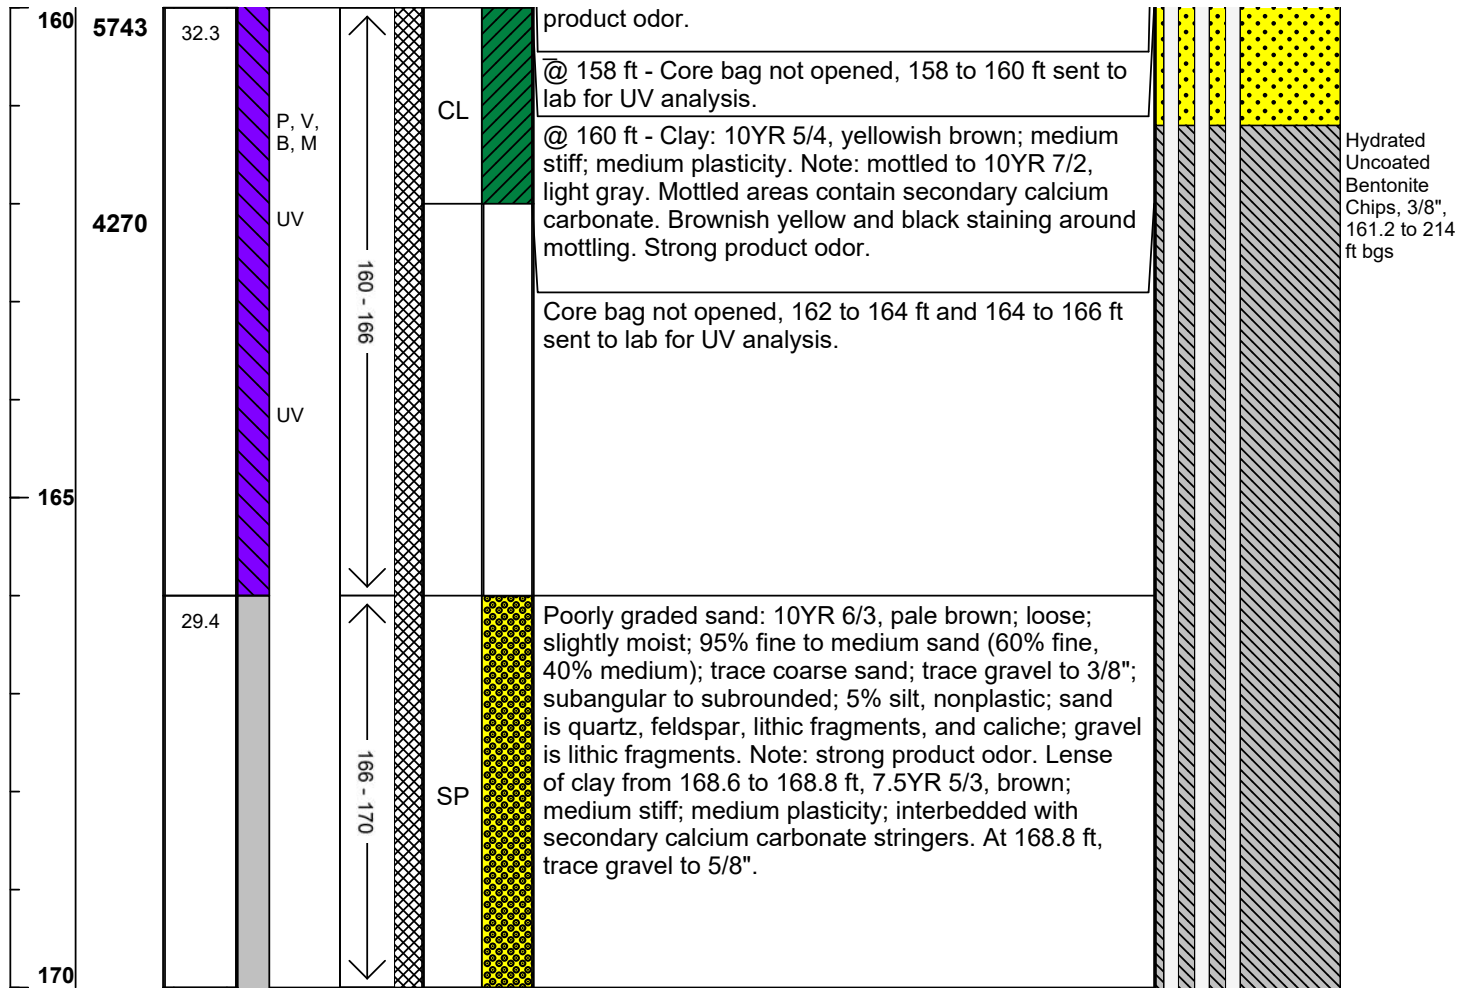 160
5743
32.3
product odor.
@ 158 ft - Core bag not opened, 158 to 160 ft sent to
lab for UV analysis.
P, V,
B, M
CL
@ 160 ft - Clay: 10YR 5/4, yellowish brown; medium
stiff; medium plasticity. Note: mottled to 10YR 7/2,
light gray. Mottled areas contain secondary calcium
carbonate. Brownish yellow and black staining around
mottling. Strong product odor.
Hydrated
Uncoated
Bentonite
Chips, 3/8",
161.2 to 214
ft bgs
4270
UV
160 - 166
Core bag not opened, 162 to 164 ft and 164 to 166 ft
sent to lab for UV analysis.
UV
165
29.4
166 - 170
SP
Poorly graded sand: 10YR 6/3, pale brown; loose;
slightly moist; 95% fine to medium sand (60% fine,
40% medium); trace coarse sand; trace gravel to 3/8";
subangular to subrounded; 5% silt, nonplastic; sand
is quartz, feldspar, lithic fragments, and caliche; gravel
is lithic fragments. Note: strong product odor. Lense
of clay from 168.6 to 168.8 ft, 7.5YR 5/3, brown;
medium stiff; medium plasticity; interbedded with
secondary calcium carbonate stringers. At 168.8 ft,
trace gravel to 5/8".
170